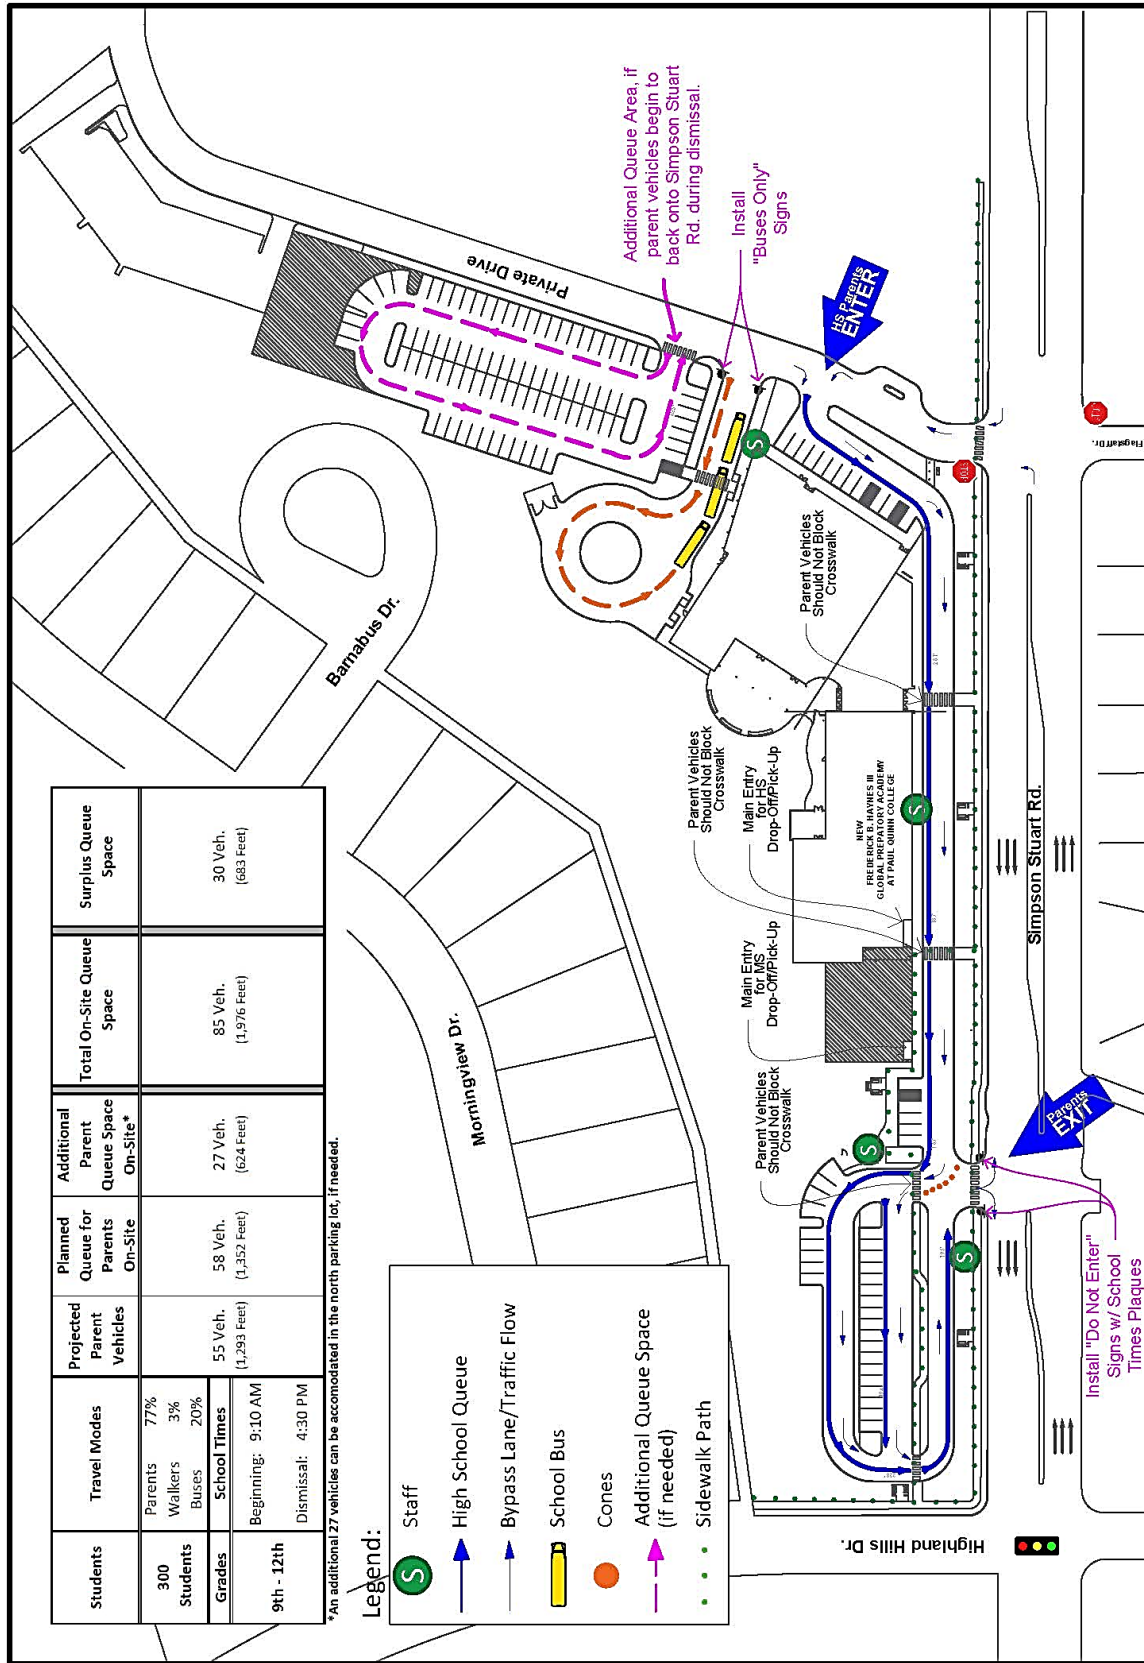 Students
Travel Modes
Projected
Parent
Vehicles
Planned
Queue for
Parents
On-Site
Additional
Parent
Queue Space
On-Site*
Total On-Site Queue
Space
Surplus Queue
Space
300
Students
Parents 77%
Walkers 3%
Buses 20%
55 Veh.
(1,293 Feet)
58 Veh.
(1,352 Feet)
27 Veh.
(624 Feet)
85 Veh.
(1,976 Feet)
30 Veh.
(683 Feet)
Grades
School Times
9th - 12th
Beginning: 9:10 AM
Dismissal: 4:30 PM
*An additional 27 vehicles can be accomodated in the north parking lot, if needed.
Legend:
S
Staff
High School Queue
Bypass Lane/Traffic Flow
School Bus
Cones
Additional Queue Space
(if needed)
Sidewalk Path
Morningview Dr.
Barnabus Dr.
Private Drive
Additional Queue Area, if
parent vehicles begin to
back onto Simpson Stuart
Rd. during dismissal.
Install
"Buses Only"
Signs
HS Parents
ENTER
S
Parent Vehicles
Should Not Block
Crosswalk
Parent Vehicles
Should Not Block
Crosswalk
Main Entry
for HS
Drop-Off/Pick-Up
Main Entry
for MS
Drop-Off/Pick-Up
Parent Vehicles
Should Not Block
Crosswalk
NEW
FREDERICK B. HAYNES III
GLOBAL PREPARATORY ACADEMY
AT PAUL QUINN COLLEGE
S
S
S
STOP
STOP
Flagstaff Dr.
Simpson Stuart Rd.
Parents
EXIT
Install "Do Not Enter"
Signs w/ School
Times Plaques
Highland Hills Dr.